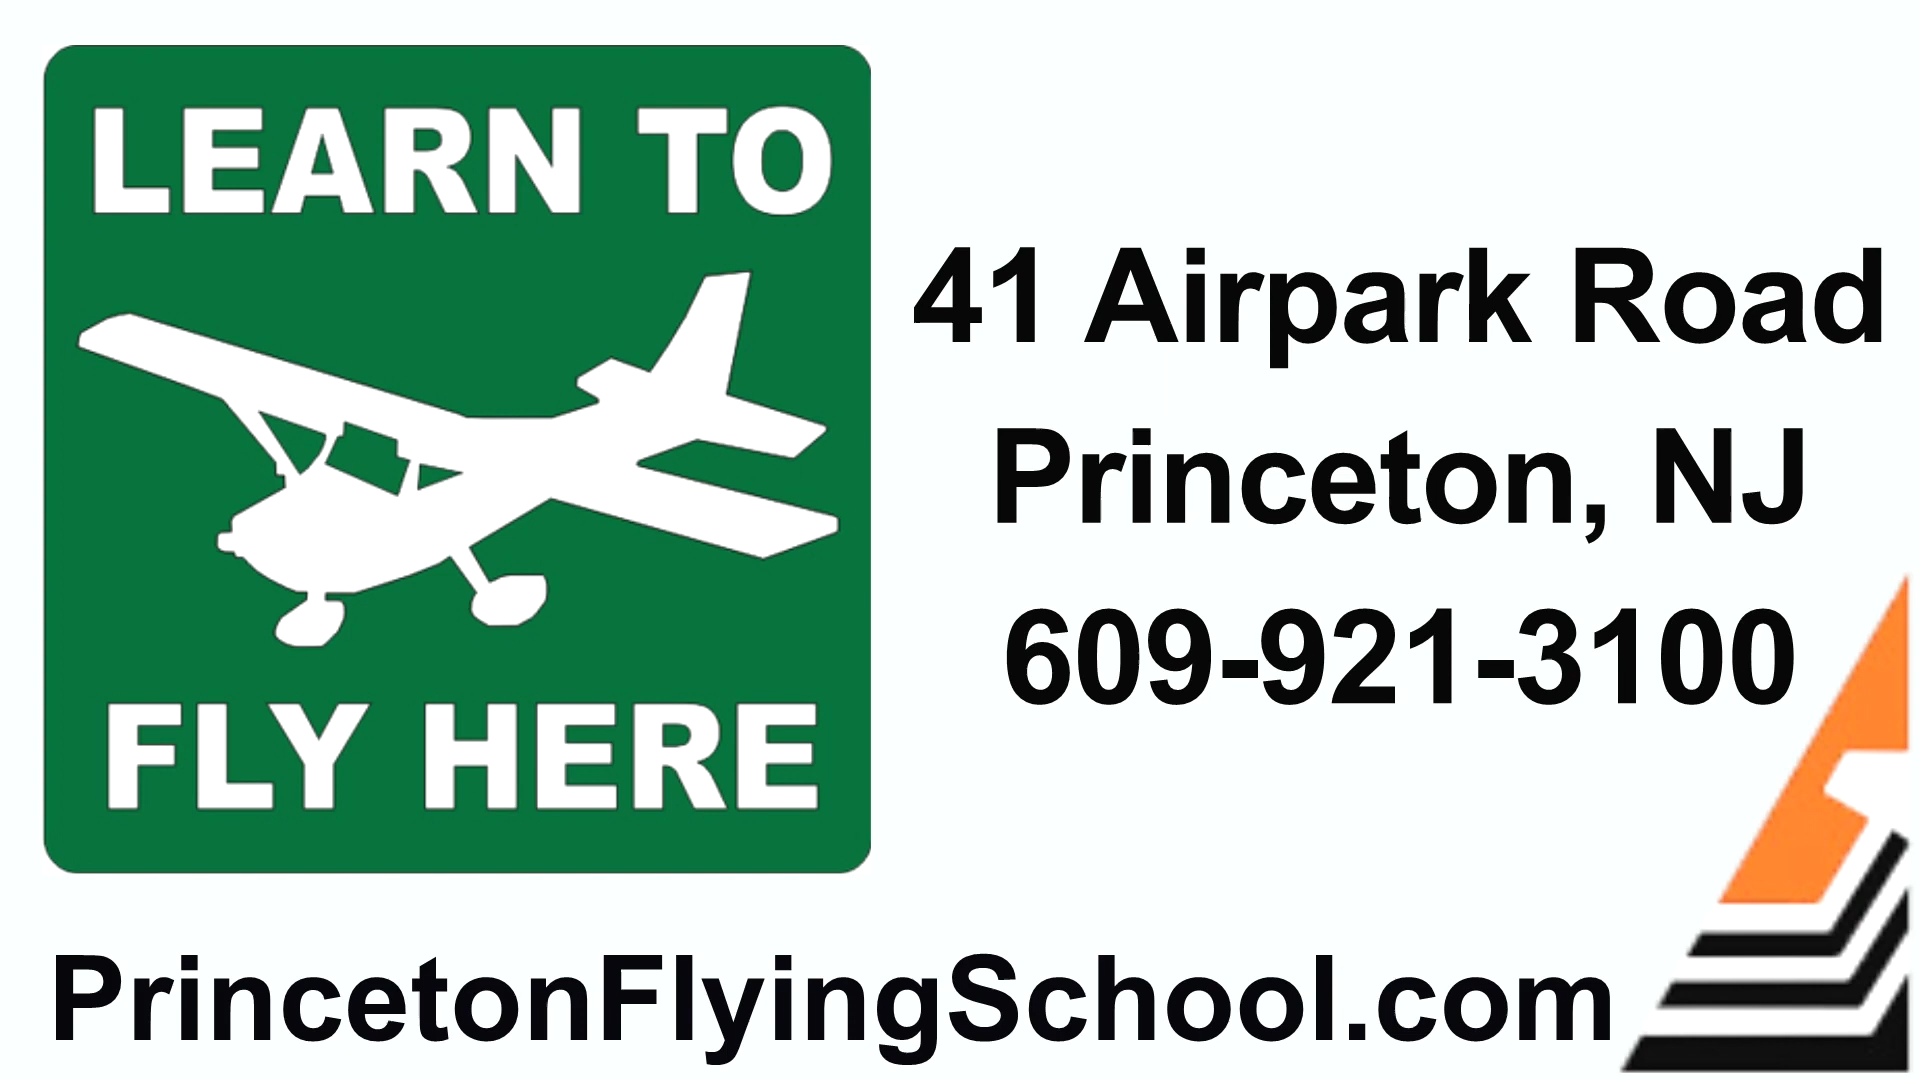 LEARN TO
FLY HERE
41 Airpark Road
Princeton, NJ
609-921-3100
PrincetonFlyingSchool.com